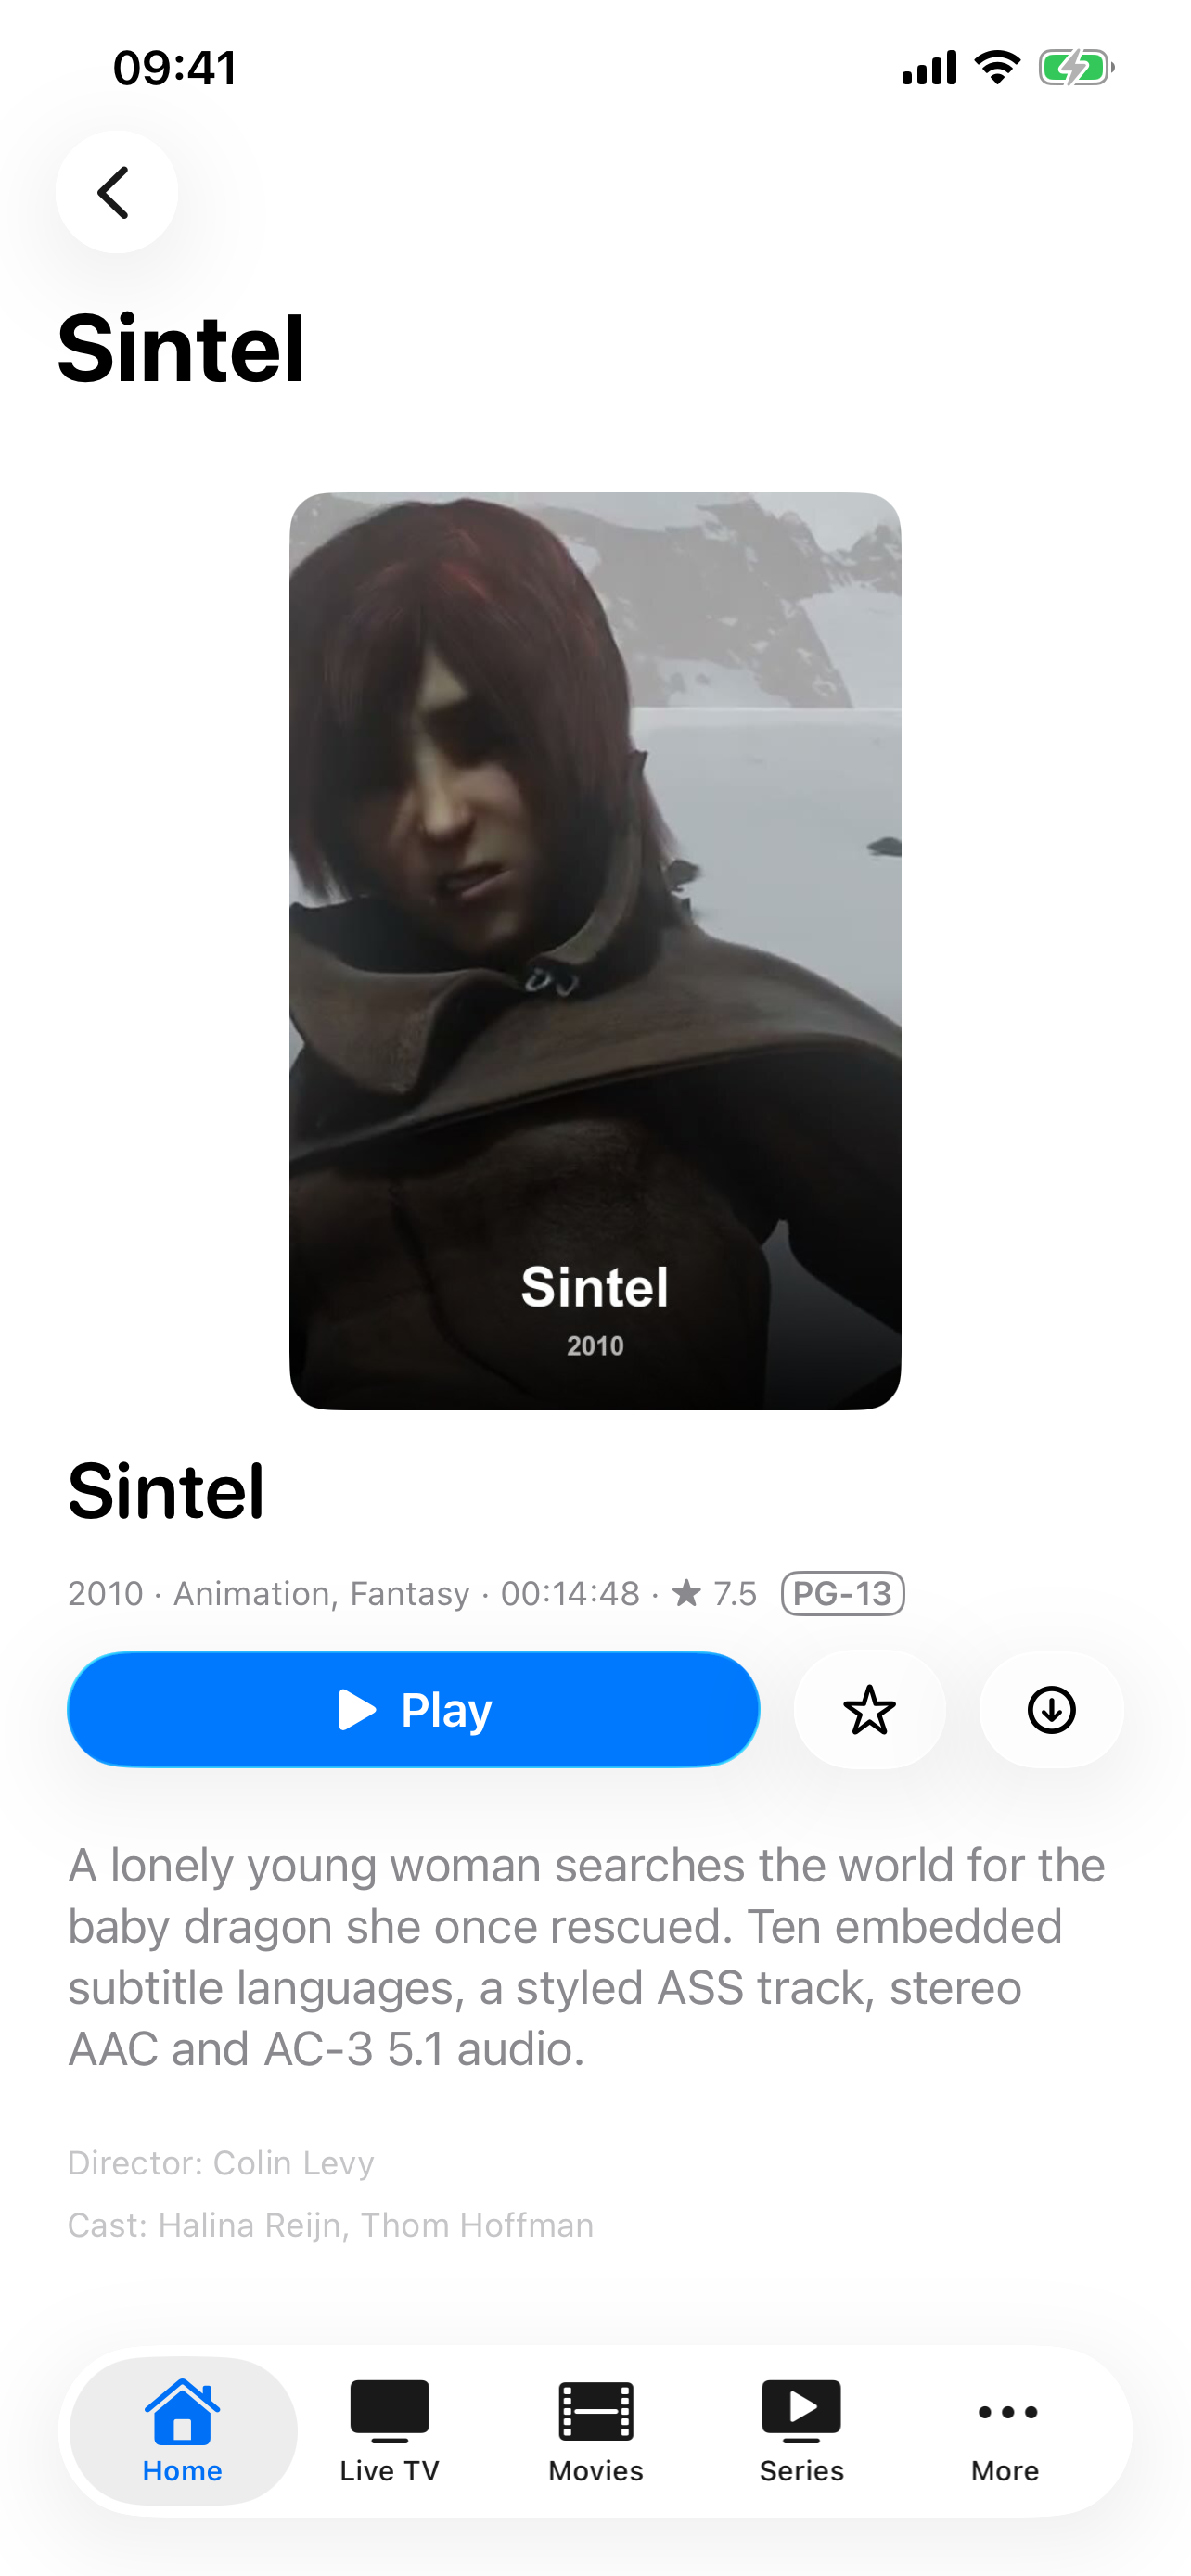 09:41
Sintel
Sintel
2010
Sintel
2010 · Animation, Fantasy · 00:14:48 · ★ 7.5 PG-13
Play
A lonely young woman searches the world for the
baby dragon she once rescued. Ten embedded
subtitle languages, a styled ASS track, stereo
AAC and AC-3 5.1 audio.
Director: Colin Levy
Cast: Halina Reijn, Thom Hoffman
Home Live TV Movies Series More